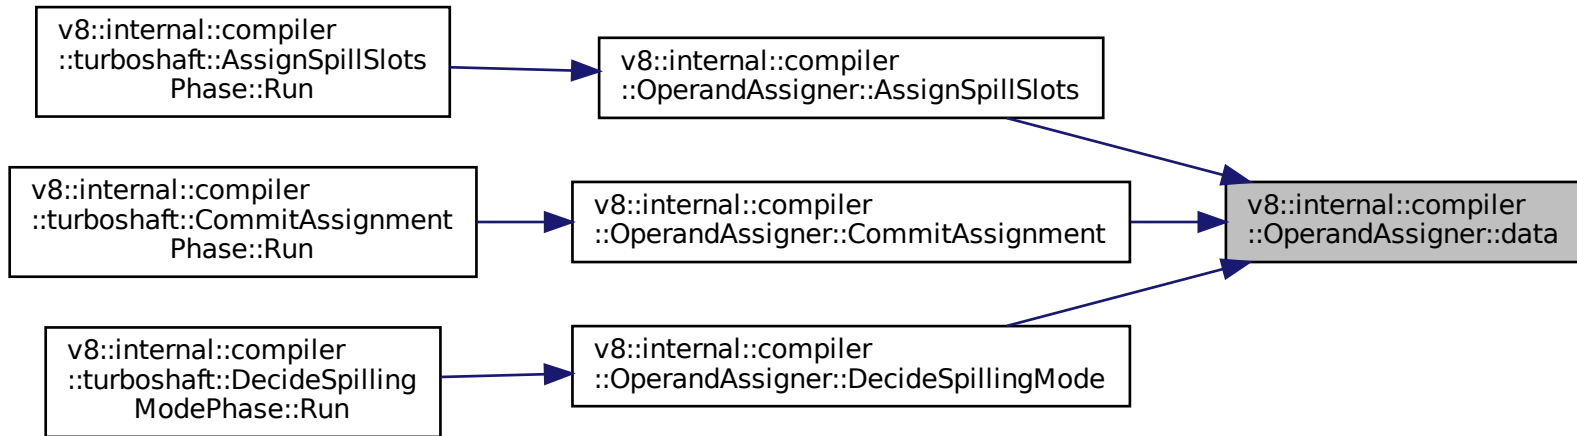 v8::internal::compiler
::turboshaft::AssignSpillSlots
Phase::Run
v8::internal::compiler
::OperandAssigner::AssignSpillSlots
v8::internal::compiler
::turboshaft::CommitAssignment
Phase::Run
v8::internal::compiler
::OperandAssigner::CommitAssignment
v8::internal::compiler
::OperandAssigner::data
v8::internal::compiler
::turboshaft::DecideSpilling
ModePhase::Run
v8::internal::compiler
::OperandAssigner::DecideSpillingMode